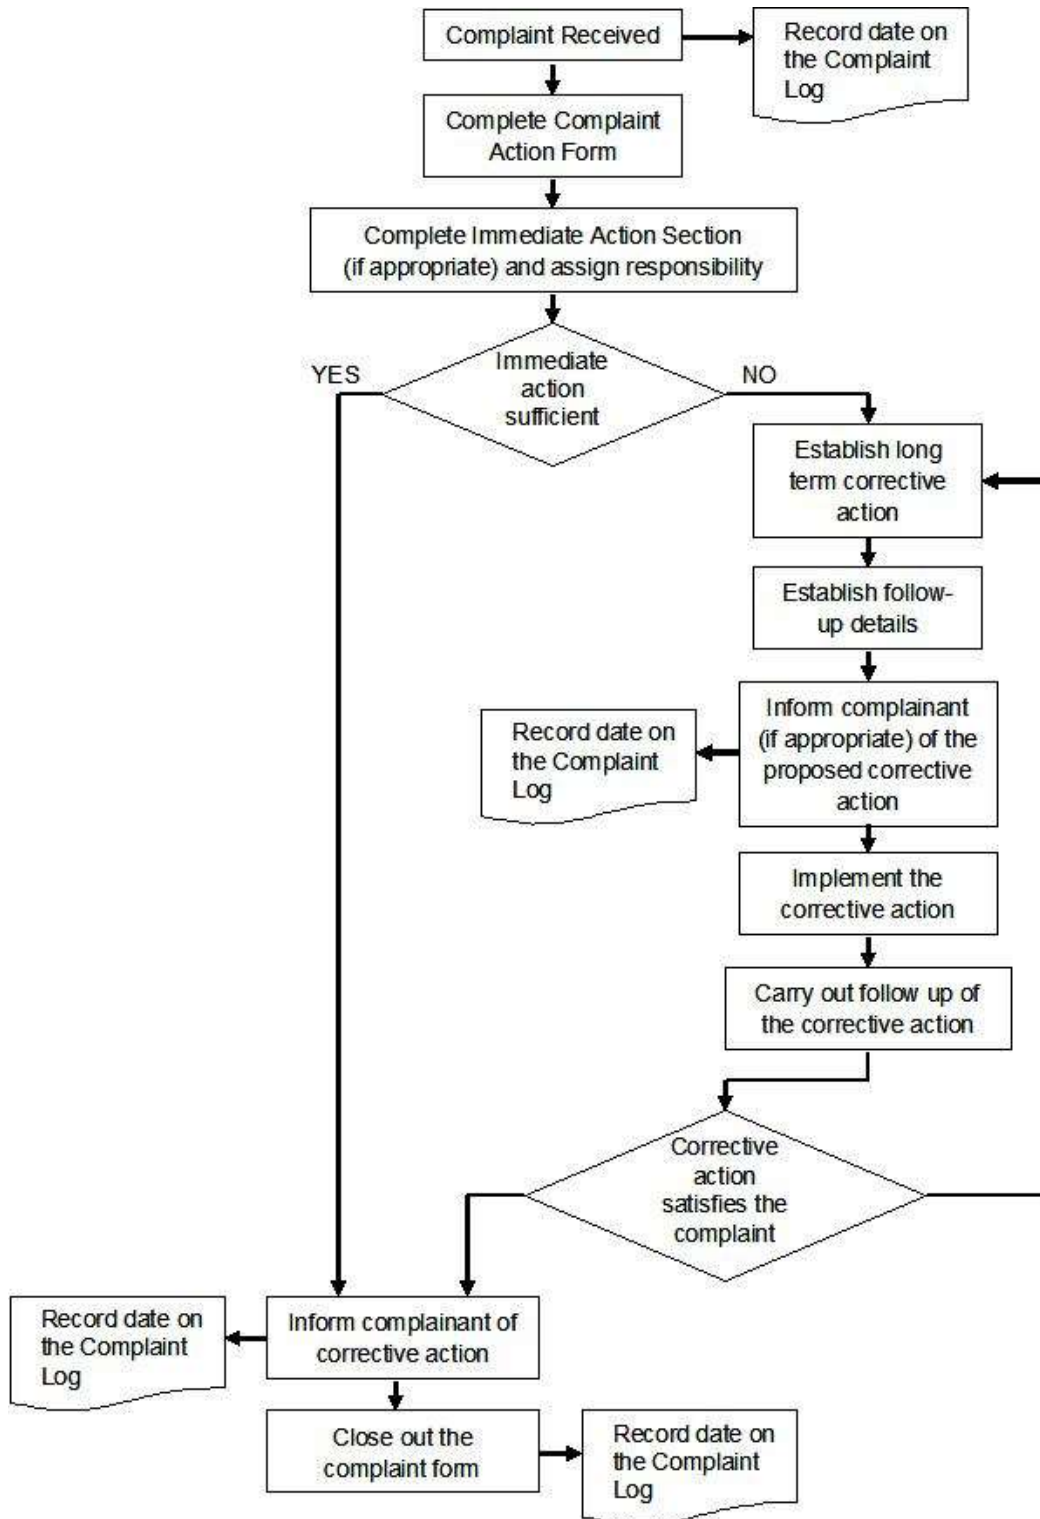 Complaint Received
Record date on
the Complaint
Log
Complete Complaint
Action Form
Complete Immediate Action Section
(if appropriate) and assign responsibility
Immediate
action
sufficient
YES
NO
Establish long
term corrective
action
Establish follow-
up details
Inform complainant
(if appropriate) of the
proposed corrective
action
Record date on
the Complaint
Log
Implement the
corrective action
Carry out follow up of
the corrective action
Corrective
action
satisfies the
complaint
Inform complainant of
corrective action
Record date on
the Complaint
Log
Close out the
complaint form
Record date on
the Complaint
Log